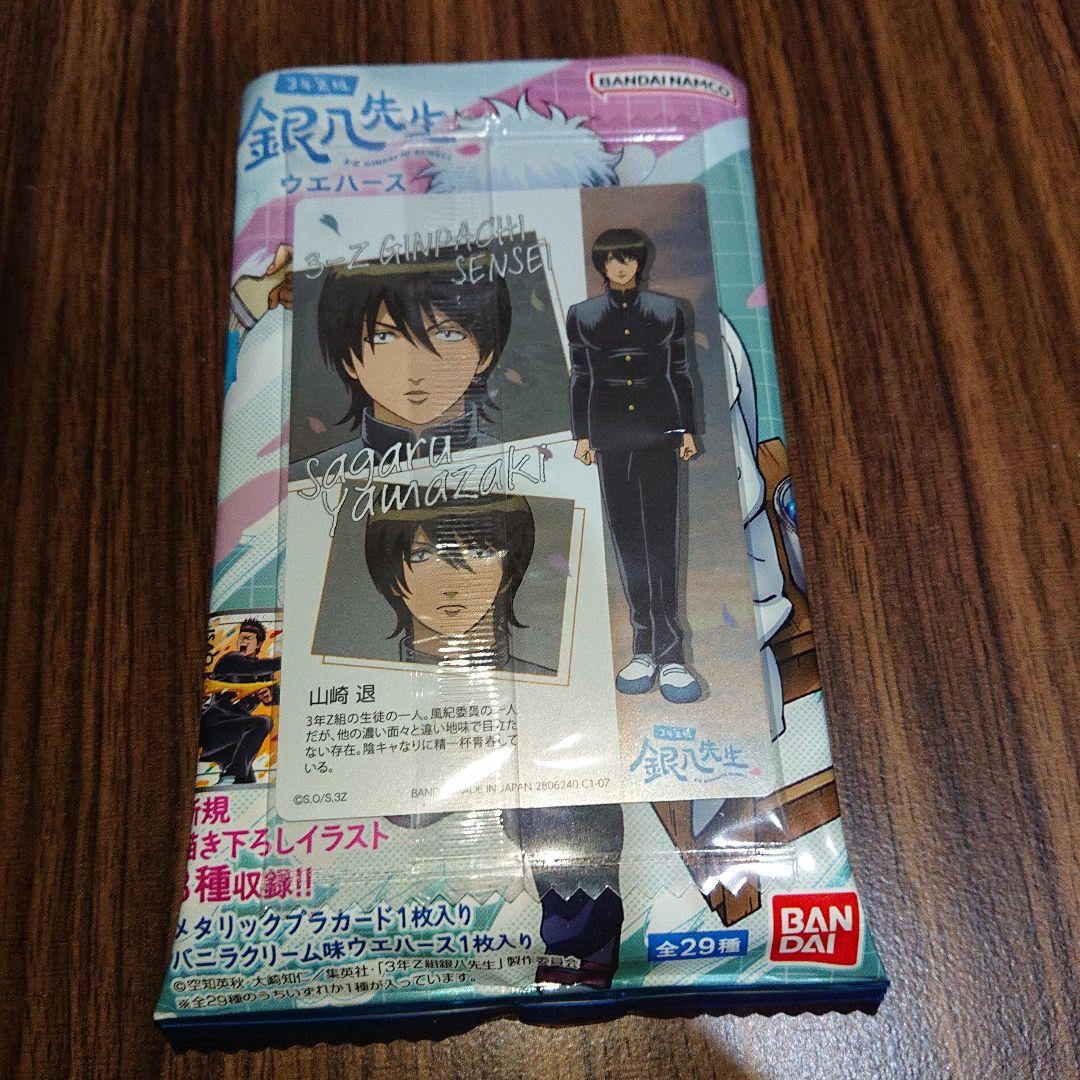 3年Z組
銀八先生
3-Z GINPACHI SENSEI
ウエハース
BANDAI NAMCO
3-Z GINPACHI
SENSEI
Sagaru
Yamazaki
山崎 退
3年Z組の生徒の一人。風紀委員の一人
だが、他の濃い面々と違い地味で目立た
ない存在。陰キャなりに精一杯青春して
いる。
©S.O/S.3Z
MADE IN JAPAN 2806240 C1-07
3年Z組
銀八先生
規
き下ろしイラスト
種収録!!
メタリックプラカード1枚入り
バニラクリーム味ウエハース1枚入り
全29種
BAN
DAI
©空知英秋・大崎知仁/集英社・「3年Z組銀八先生」製作委員会
※全29種のうちいずれか1種が入っています。